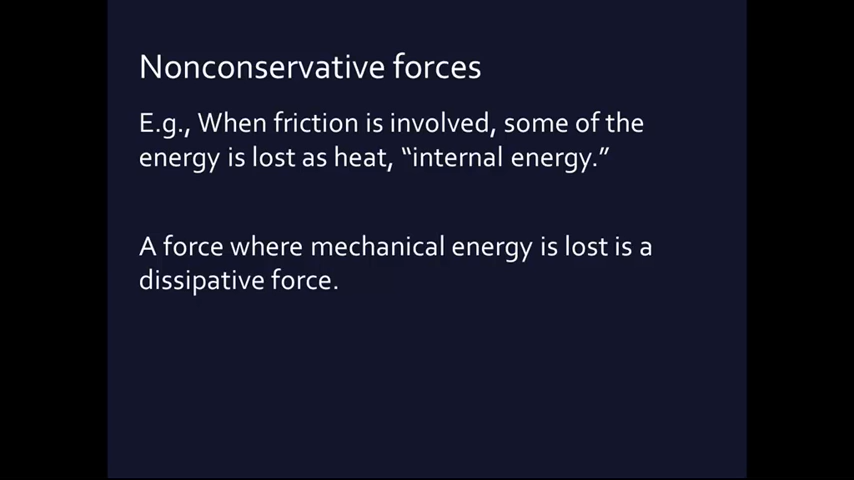 Nonconservative forces
E.g., When friction is involved, some of the
energy is lost as heat, “internal energy.”
A force where mechanical energy is lost is a
dissipative force.